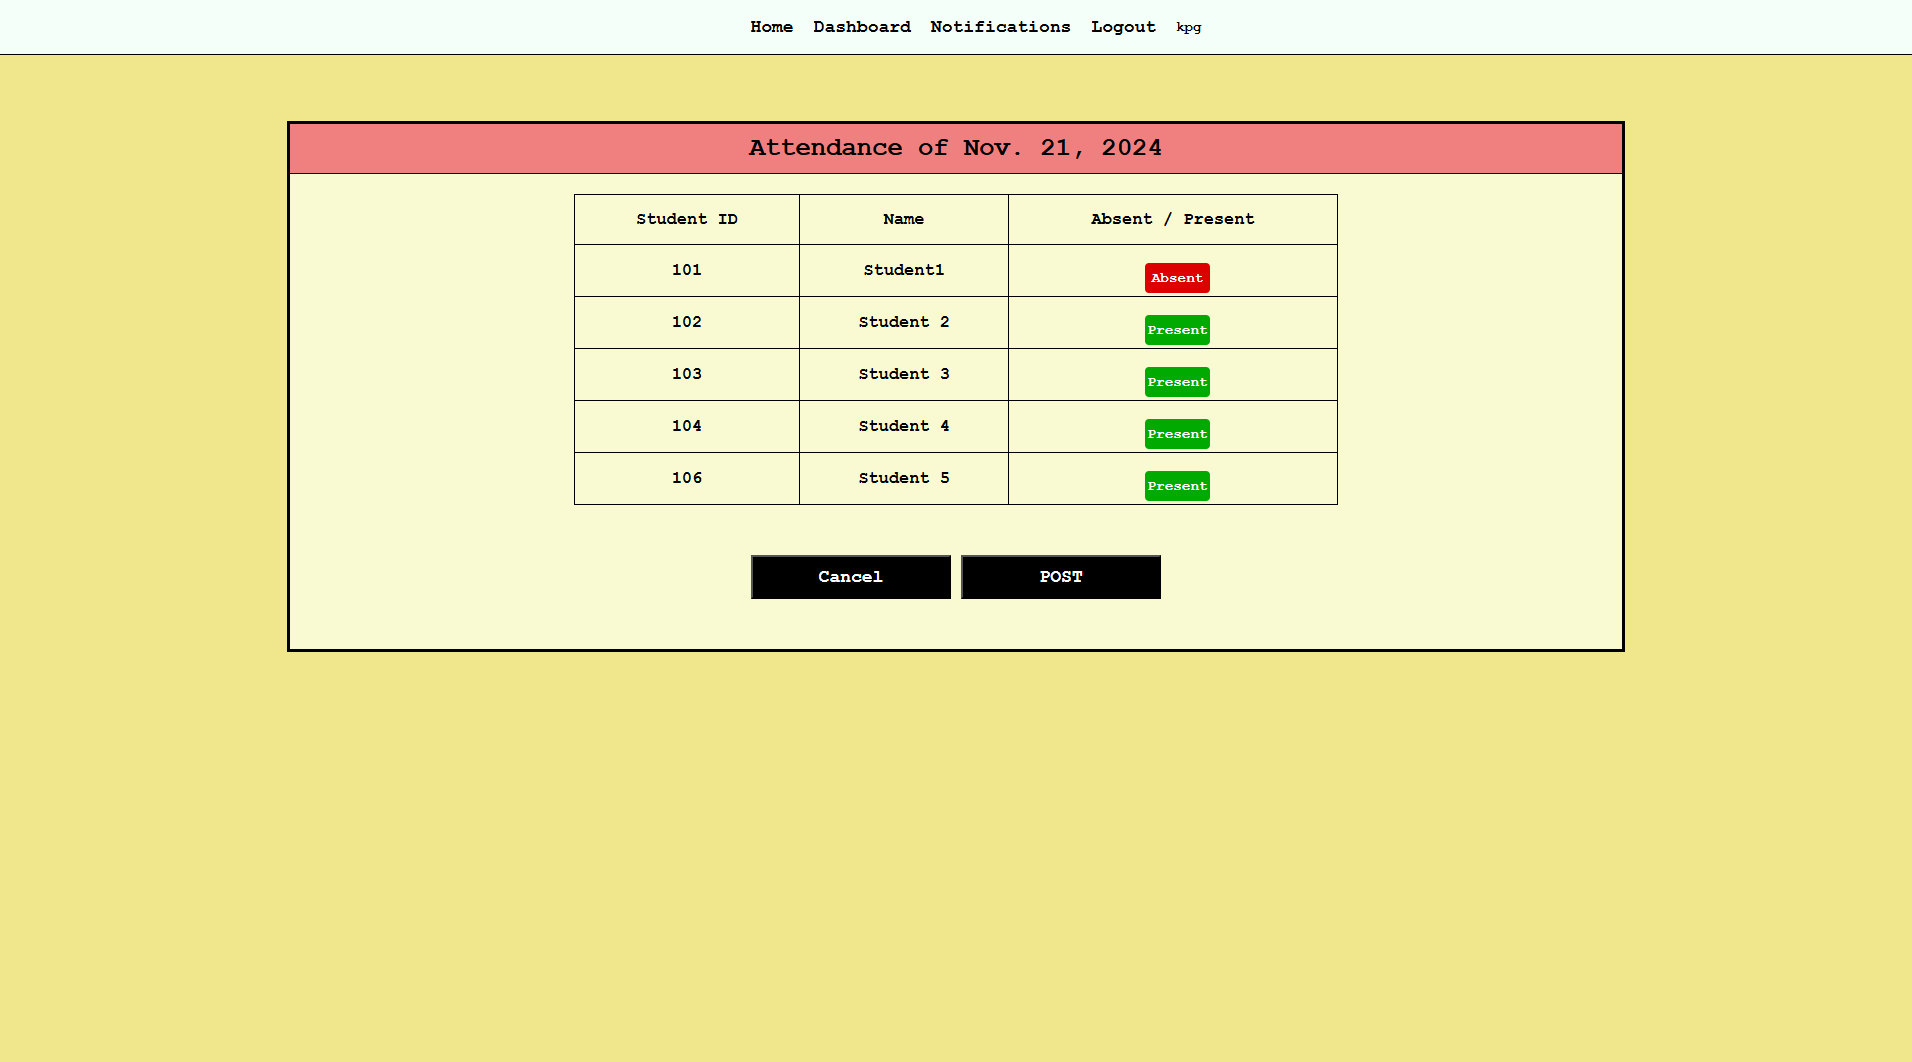 Home Dashboard Notifications Logout kpg
Attendance of Nov. 21, 2024
Student ID Name Absent / Present
101 Student1 Absent
102 Student 2 Present
103 Student 3 Present
104 Student 4 Present
106 Student 5 Present
Cancel POST